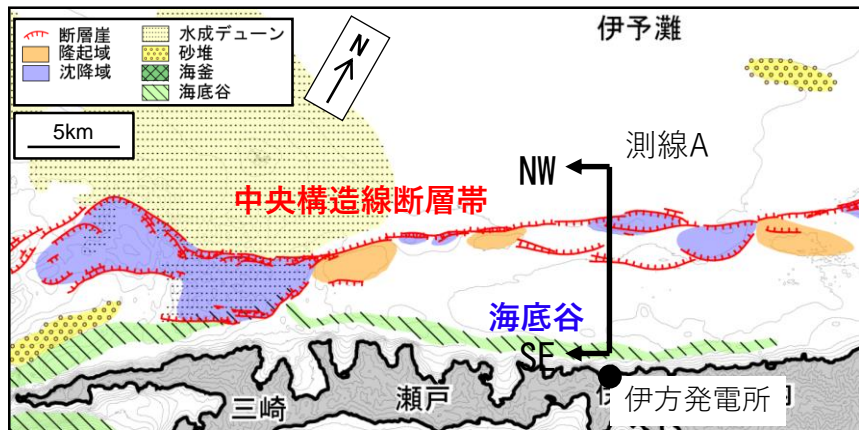 断層崖
隆起域
沈降域
水成デューン
砂堆
海釜
海底谷
5km
N
伊予灘
測線A
NW
中央構造線断層帯
海底谷
SE
三崎
瀬戸
伊方発電所